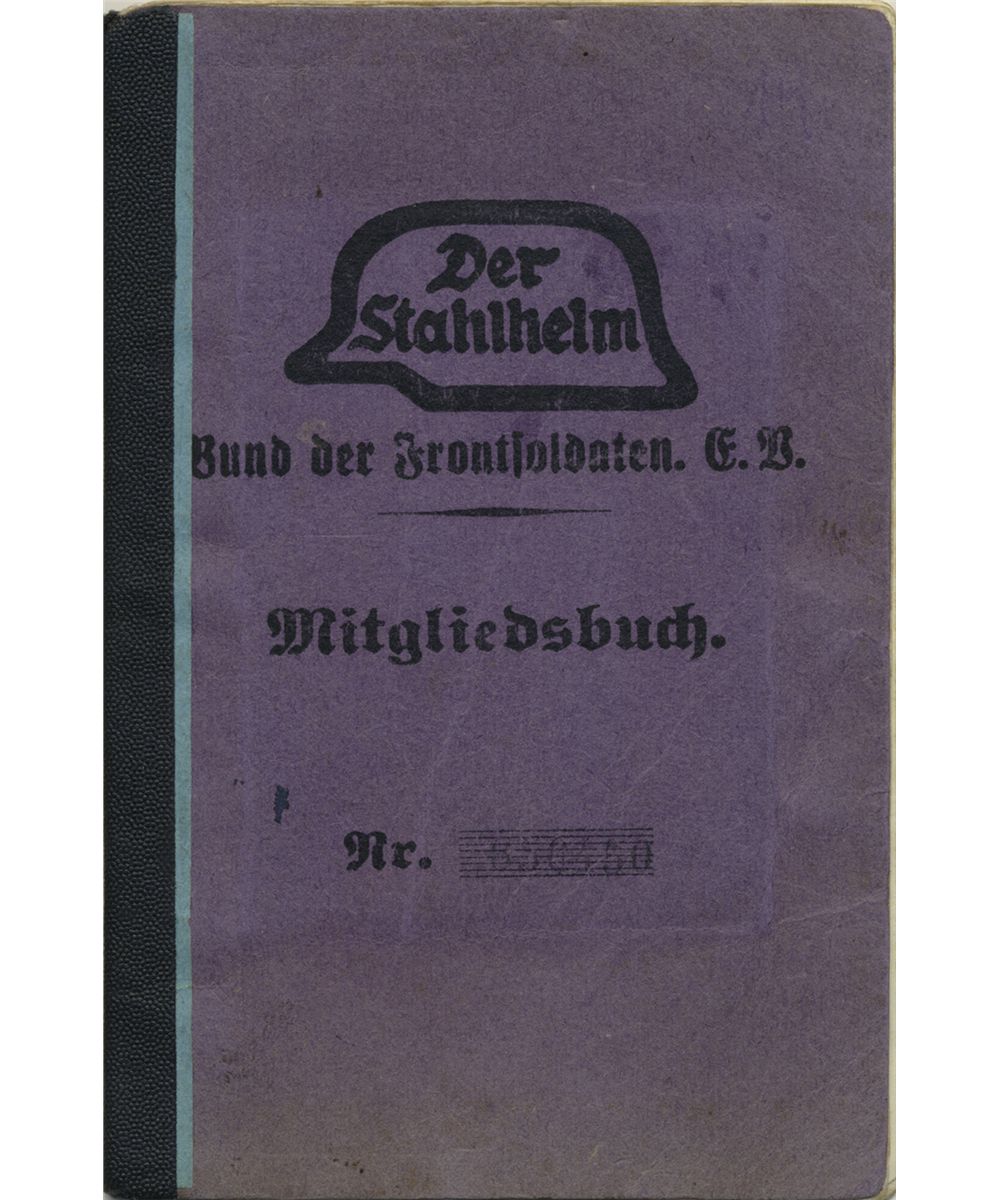 Der
Stahlhelm
Bund der Frontsoldaten. E. V.
Mitgliedsbuch.
Nr.